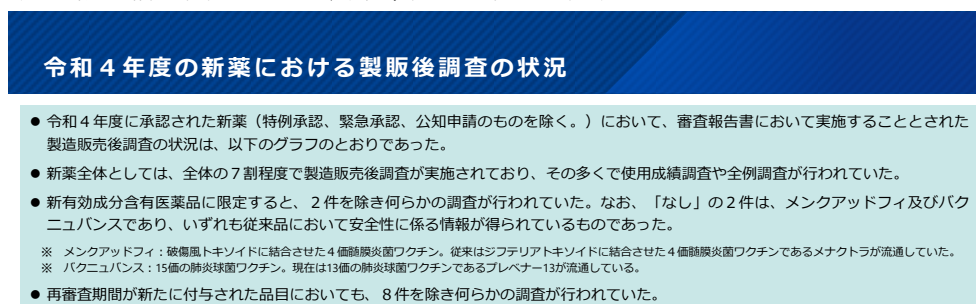 令和４年度の新薬における製販後調査の状況
● 令和４年度に承認された新薬（特例承認、緊急承認、公知申請のものを除く。）において、審査報告書において実施することとされた
製造販売後調査の状況は、以下のグラフのとおりであった。
● 新薬全体としては、全体の７割程度で製造販売後調査が実施されており、その多くで使用成績調査や全例調査が行われていた。
● 新有効成分含有医薬品に限定すると、２件を除き何らかの調査が行われていた。なお、「なし」の２件は、メンクアッドフィ及びバク
ニュバンスであり、いずれも従来品において安全性に係る情報が得られているものであった。
※ メンクアッドフィ：破傷風トキソイドに結合させた４価髄膜炎菌ワクチン。従来はジフテリアトキソイドに結合させた４価髄膜炎菌ワクチンであるメナクトラが流通していた。
※ バクニュバンス：15価の肺炎球菌ワクチン。現在は13価の肺炎球菌ワクチンであるプレベナー13が流通している。
● 再審査期間が新たに付与された品目においても、８件を除き何らかの調査が行われていた。